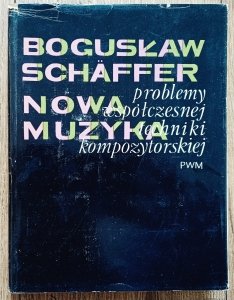 BOGUSŁAW
SCHÄFFER
NOWA
MUZYKA
problemy
współczesnej
techniki
kompozytorskiej
PWM